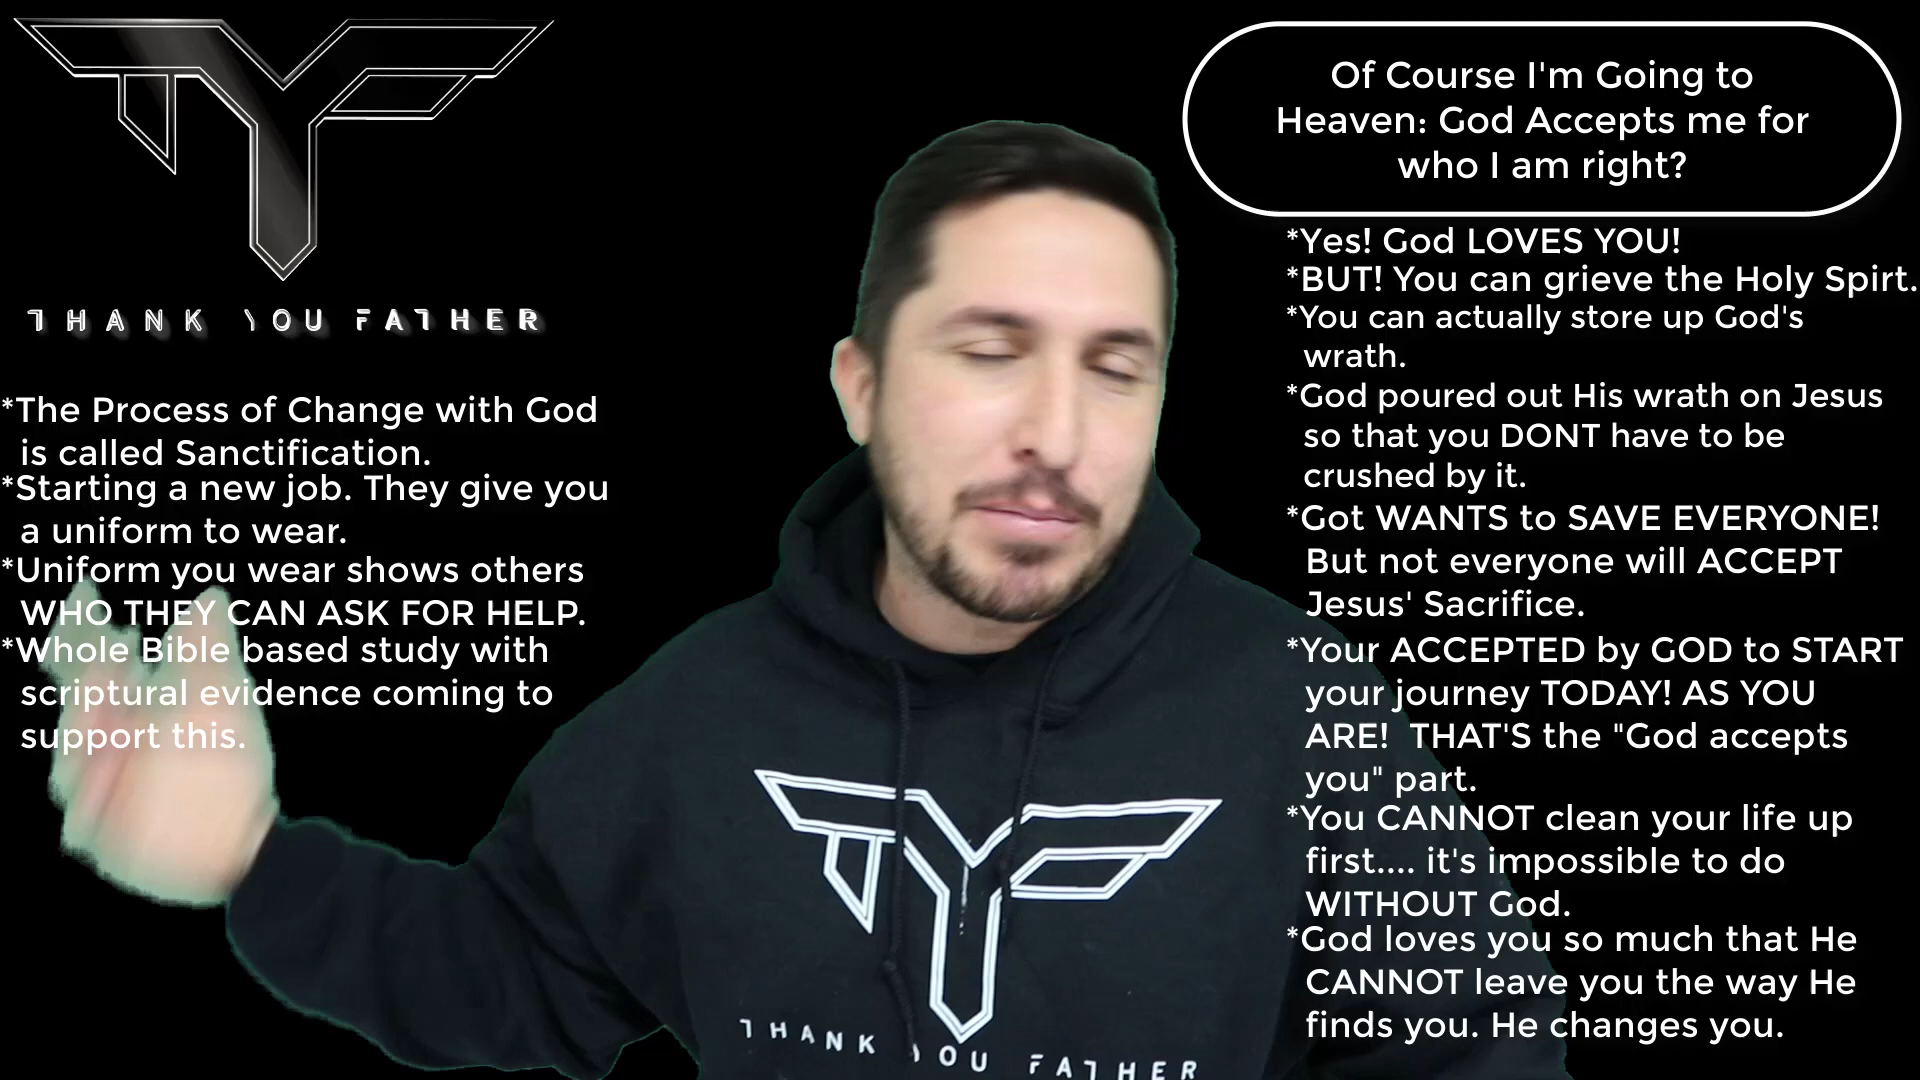 THANK YOU FATHER
*The Process of Change with God
is called Sanctification.
*Starting a new job. They give you
a uniform to wear.
*Uniform you wear shows others
WHO THEY CAN ASK FOR HELP.
*Whole Bible based study with
scriptural evidence coming to
support this.
Of Course I'm Going to
Heaven: God Accepts me for
who I am right?
*Yes! God LOVES YOU!
*BUT! You can grieve the Holy Spirt.
*You can actually store up God's
wrath.
*God poured out His wrath on Jesus
so that you DONT have to be
crushed by it.
*Got WANTS to SAVE EVERYONE!
But not everyone will ACCEPT
Jesus' Sacrifice.
*Your ACCEPTED by GOD to START
your journey TODAY! AS YOU
ARE! THAT'S the "God accepts
you" part.
*You CANNOT clean your life up
first.... it's impossible to do
WITHOUT God.
*God loves you so much that He
CANNOT leave you the way He
finds you. He changes you.
TYF
THANK YOU FATHER